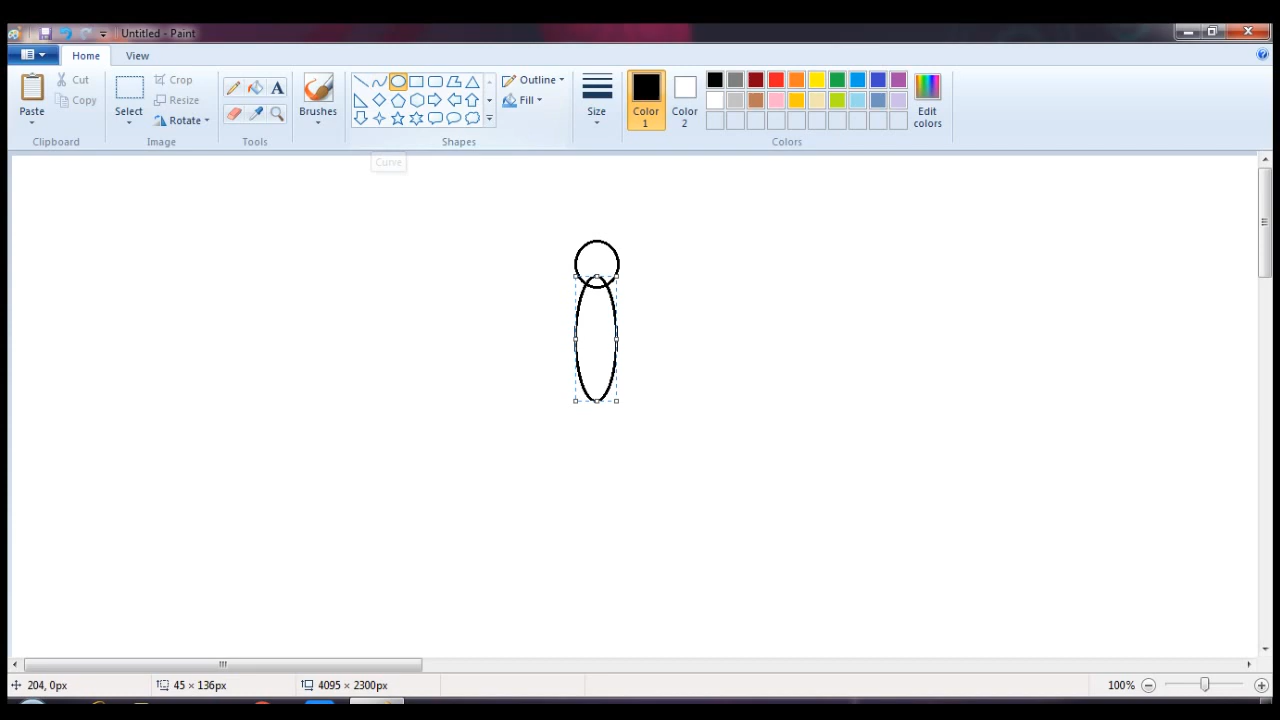 Untitled - Paint
Home View
Cut
Copy
Paste
Clipboard
Select
Crop
Resize
Rotate
Image
Tools
Brushes
Outline
Fill
Shapes
Size
Color 1
Color 2
Edit colors
Colors
Curve
204, 0px
45 × 136px
4095 × 2300px
100%